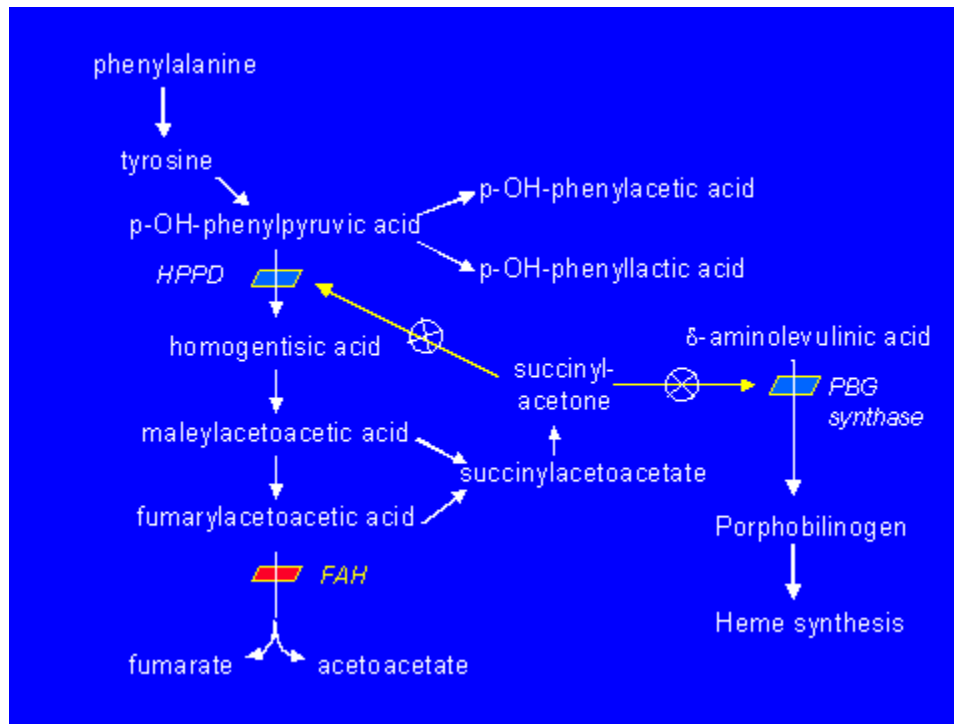 phenylalanine
tyrosine
p-OH-phenylpyruvic acid
p-OH-phenylacetic acid
p-OH-phenyllactic acid
HPPD
homogentisic acid
succinyl-
acetone
δ-aminolevulinic acid
PBG
synthase
maleylacetoacetic acid
succinylacetoacetate
fumarylacetoacetic acid
Porphobilinogen
FAH
Heme synthesis
fumarate
acetoacetate